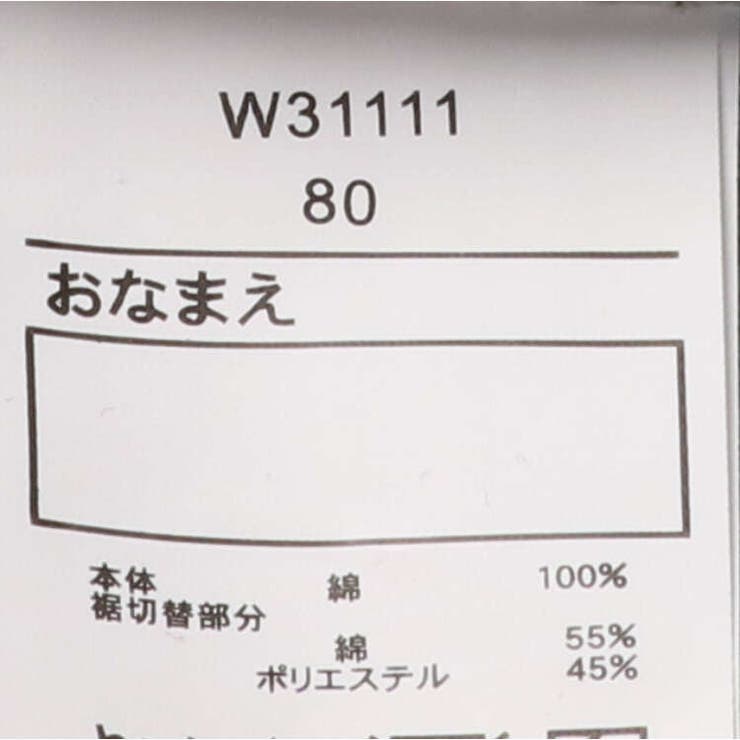 W31111
80
おなまえ
本体 綿 100%
裾切替部分
綿 55%
ポリエステル 45%